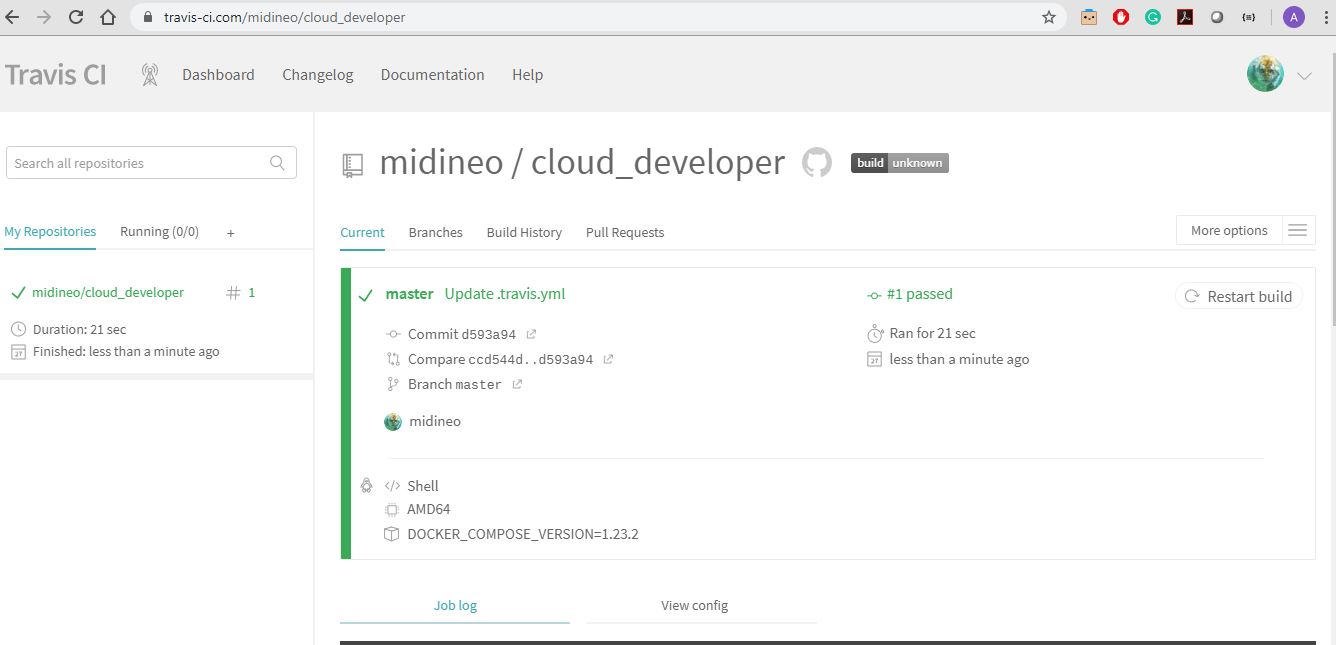 travis-ci.com/midineo/cloud_developer
A
Travis CI Dashboard Changelog Documentation Help
Search all repositories
My Repositories Running (0/0) +
midineo/cloud_developer # 1
Duration: 21 sec
Finished: less than a minute ago
midineo / cloud_developer build unknown
Current Branches Build History Pull Requests More options
master Update .travis.yml #1 passed Restart build
Commit d593a94 Ran for 21 sec
Compare ccd544d..d593a94 less than a minute ago
Branch master
midineo
Shell
AMD64
DOCKER_COMPOSE_VERSION=1.23.2
Job log View config